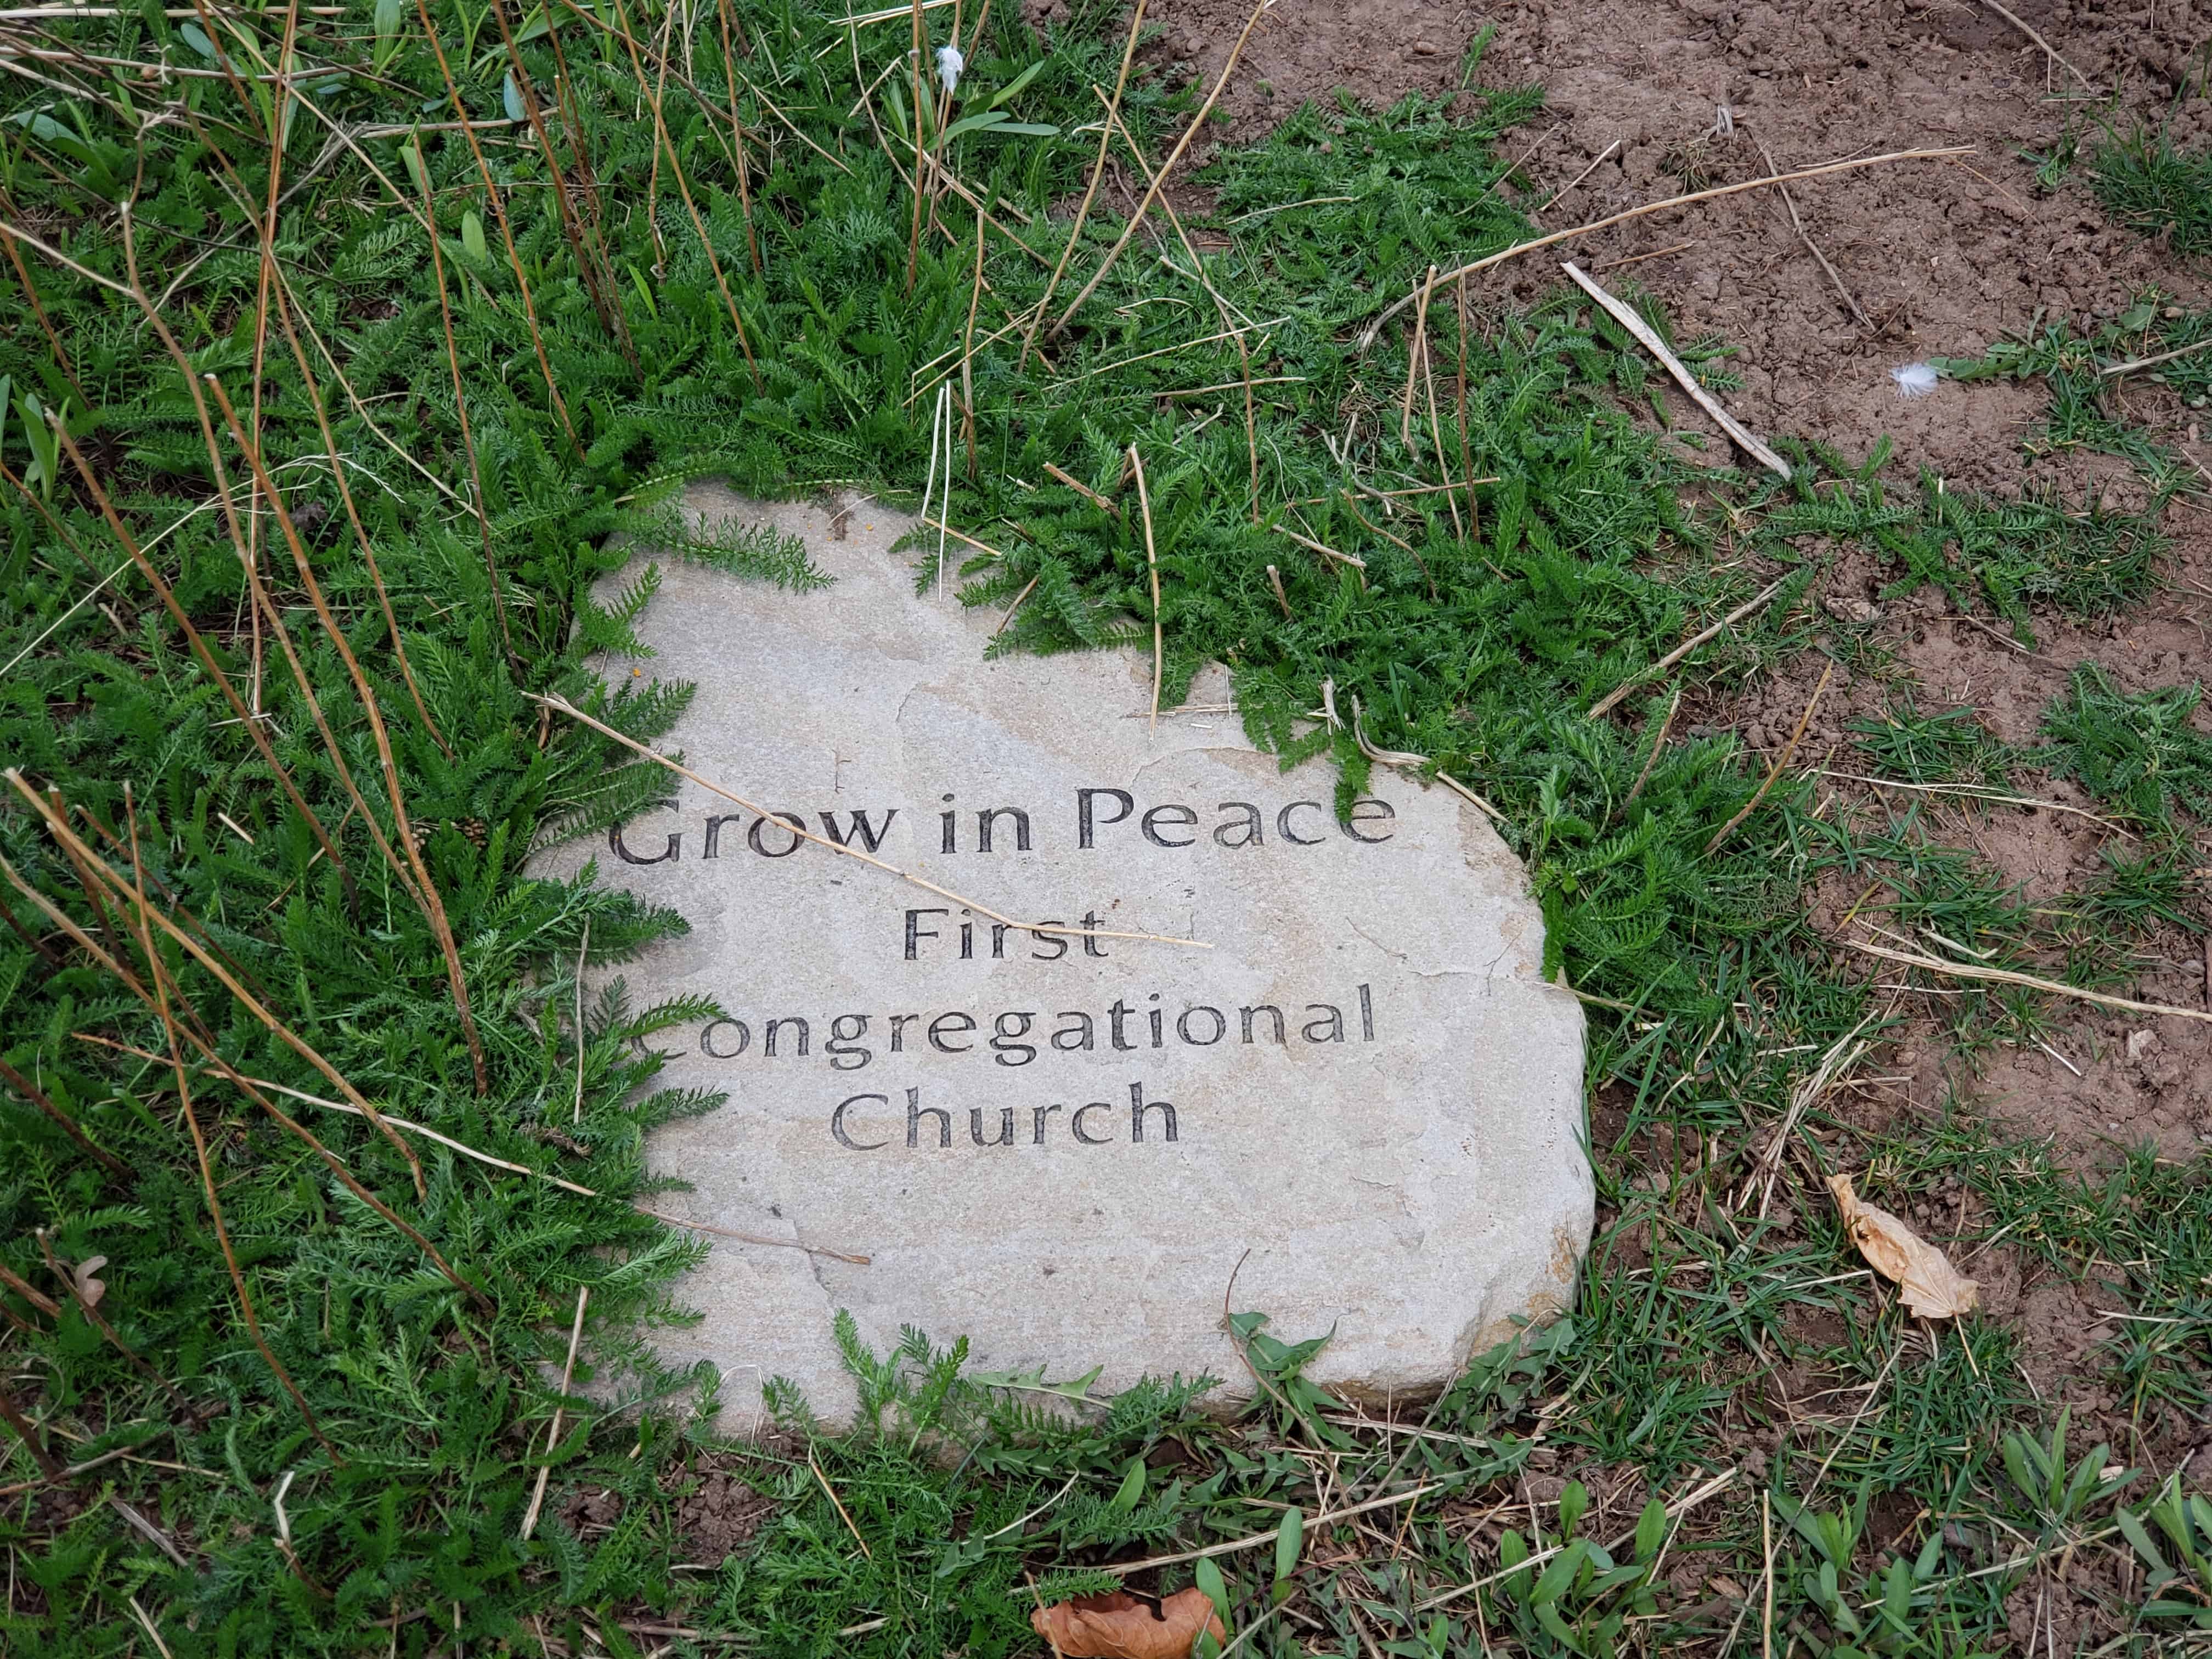 Grow in Peace
First
Congregational
Church